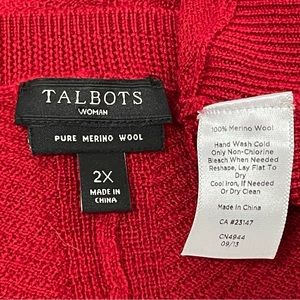 TALBOTS
WOMAN
PURE MERINO WOOL
2X
MADE IN
CHINA
100% Merino Wool
Hand Wash Cold
Only Non-Chlorine
Bleach When Needed
Reshape, Lay Flat To
Dry
Cool Iron, If Needed
Or Dry Clean
Made In China
CA #23147
CN4944
09/13